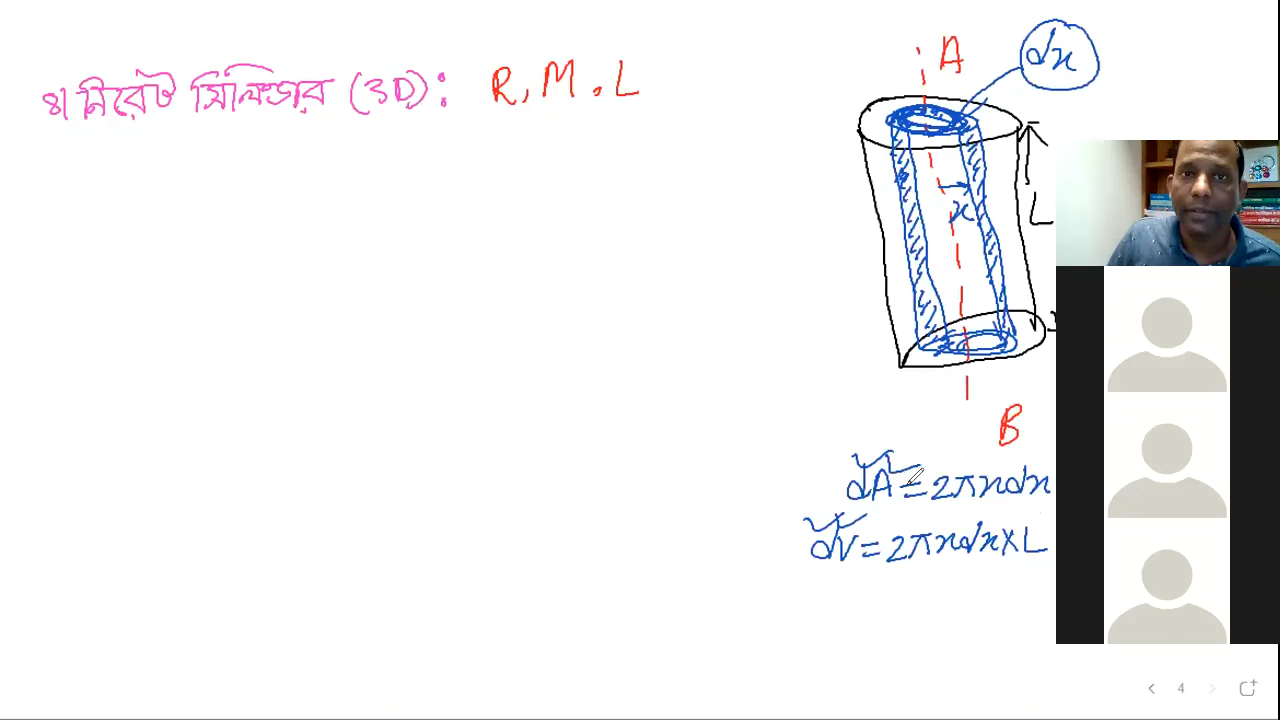 ৪। নিরেট সিলিন্ডার (3D): R, M, L
A
dx
x
L
B
dA = 2πxdx
dV = 2πxdx × L
4